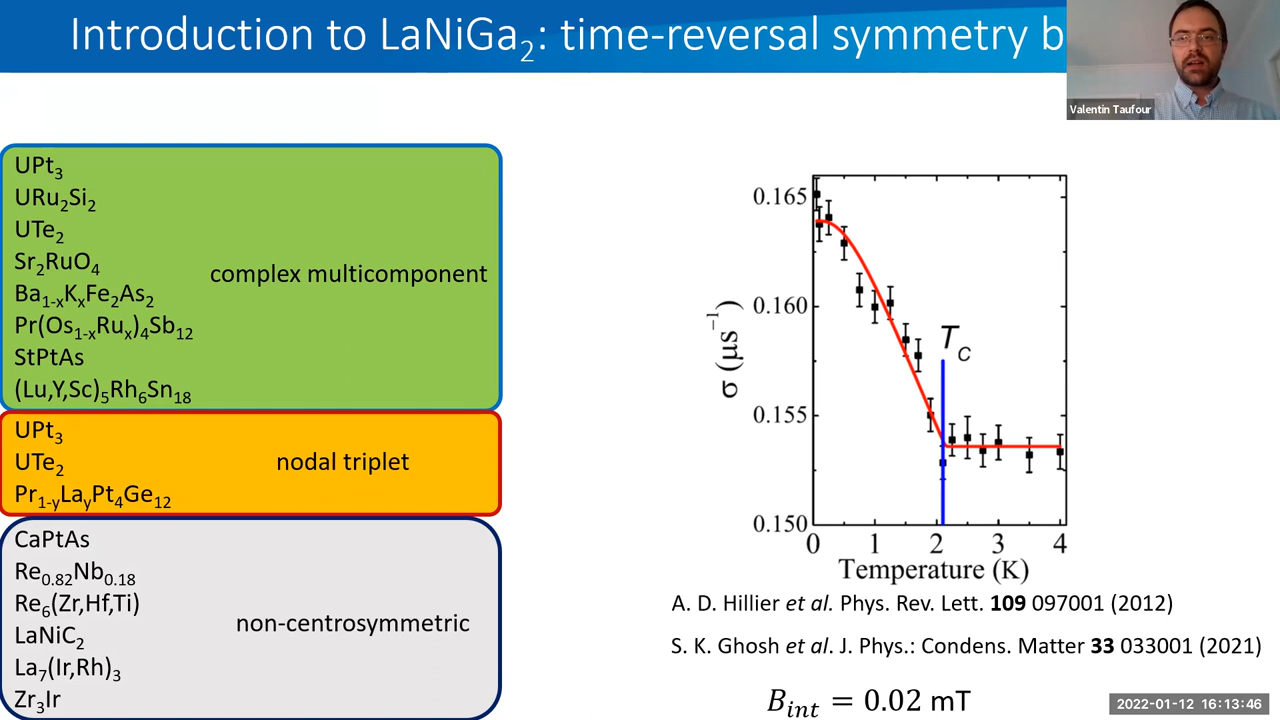 Introduction to LaNiGa₂: time-reversal symmetry b
Valentin Taufour
UPt₃
URu₂Si₂
UTe₂
Sr₂RuO₄
Ba₁₋ₓKₓFe₂As₂
Pr(Os₁₋ₓRuₓ)₄Sb₁₂
StPtAs
(Lu,Y,Sc)₅Rh₆Sn₁₈
complex multicomponent
UPt₃
UTe₂
Pr₁₋yLayPt₄Ge₁₂
nodal triplet
CaPtAs
Re₀.₈₂Nb₀.₁₈
Re₆(Zr,Hf,Ti)
LaNiC₂
La₇(Ir,Rh)₃
Zr₃Ir
non-centrosymmetric
0.165
0.160
0.155
0.150
σ (μs⁻¹)
T_C
0 1 2 3 4
Temperature (K)
A. D. Hillier et al. Phys. Rev. Lett. 109 097001 (2012)
S. K. Ghosh et al. J. Phys.: Condens. Matter 33 033001 (2021)
B_int = 0.02 mT
2022-01-12 16:13:46